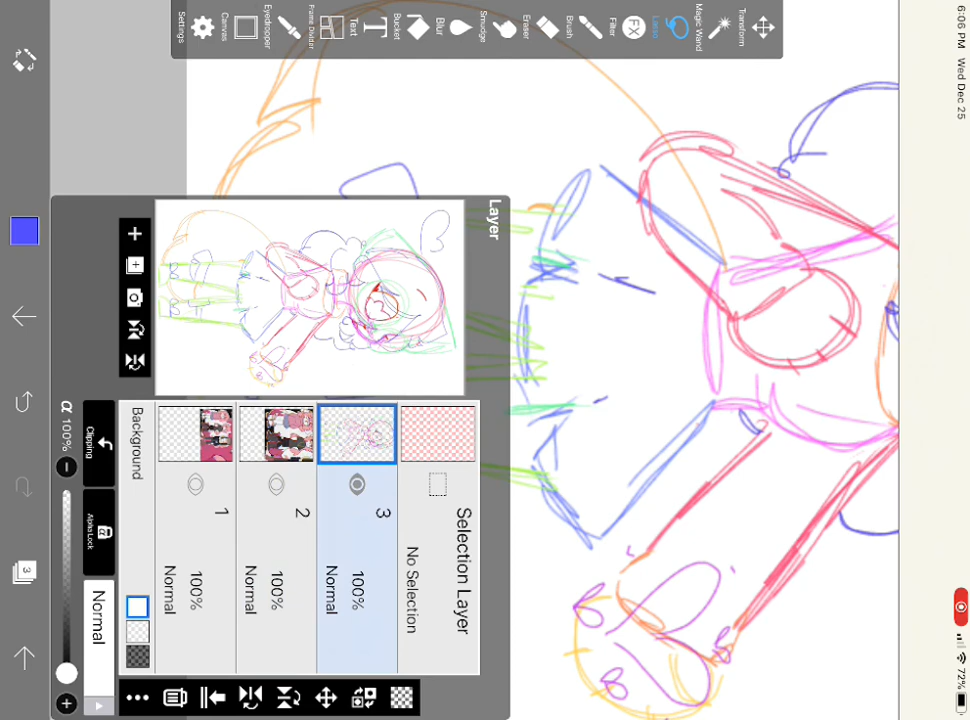 6:06 PM Wed Dec 25
72%
Transform
Magic Wand
Lasso
FX
Filter
Brush
Eraser
Smudge
Blur
Bucket
T
Text
Frame Divider
Eyedropper
Canvas
Settings
Layer
Selection Layer
No Selection
3
100%
Normal
2
100%
Normal
1
100%
Normal
Background
Clipping
Alpha Lock
Normal
α 100%
3